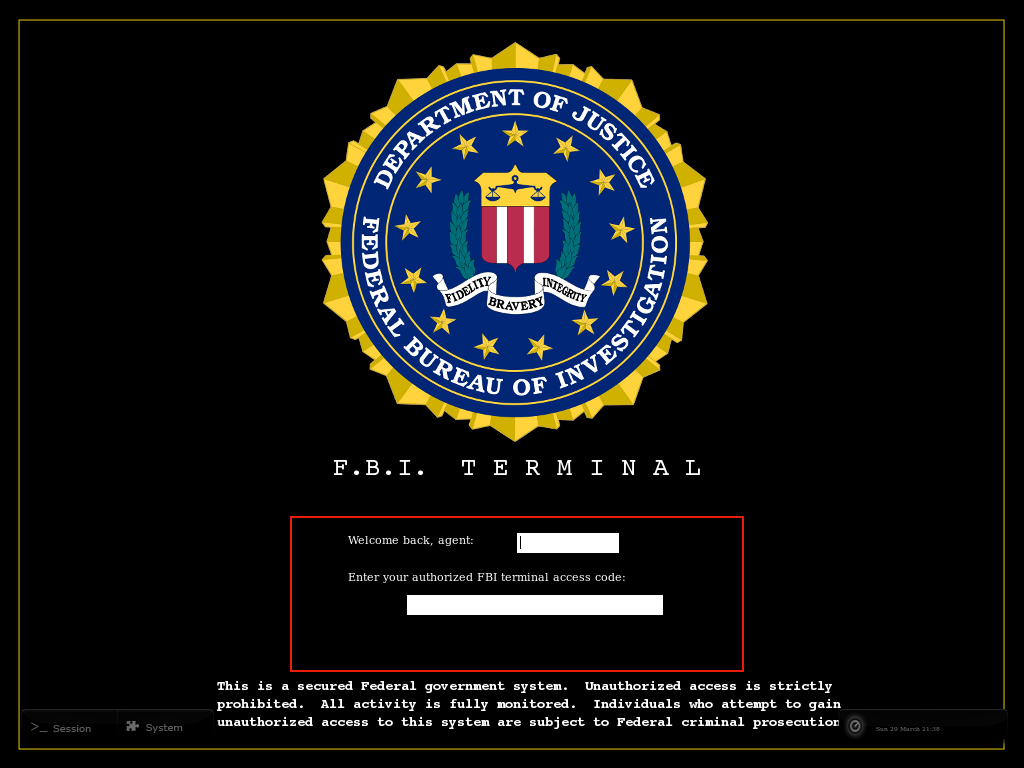 DEPARTMENT OF JUSTICE
FIDELITY
BRAVERY
INTEGRITY
FEDERAL BUREAU OF INVESTIGATION
F.B.I. TERMINAL
Welcome back, agent:
Enter your authorized FBI terminal access code:
This is a secured Federal government system. Unauthorized access is strictly
prohibited. All activity is fully monitored. Individuals who attempt to gain
unauthorized access to this system are subject to Federal criminal prosecution
>_ Session
System
Sun 29 March 21:38